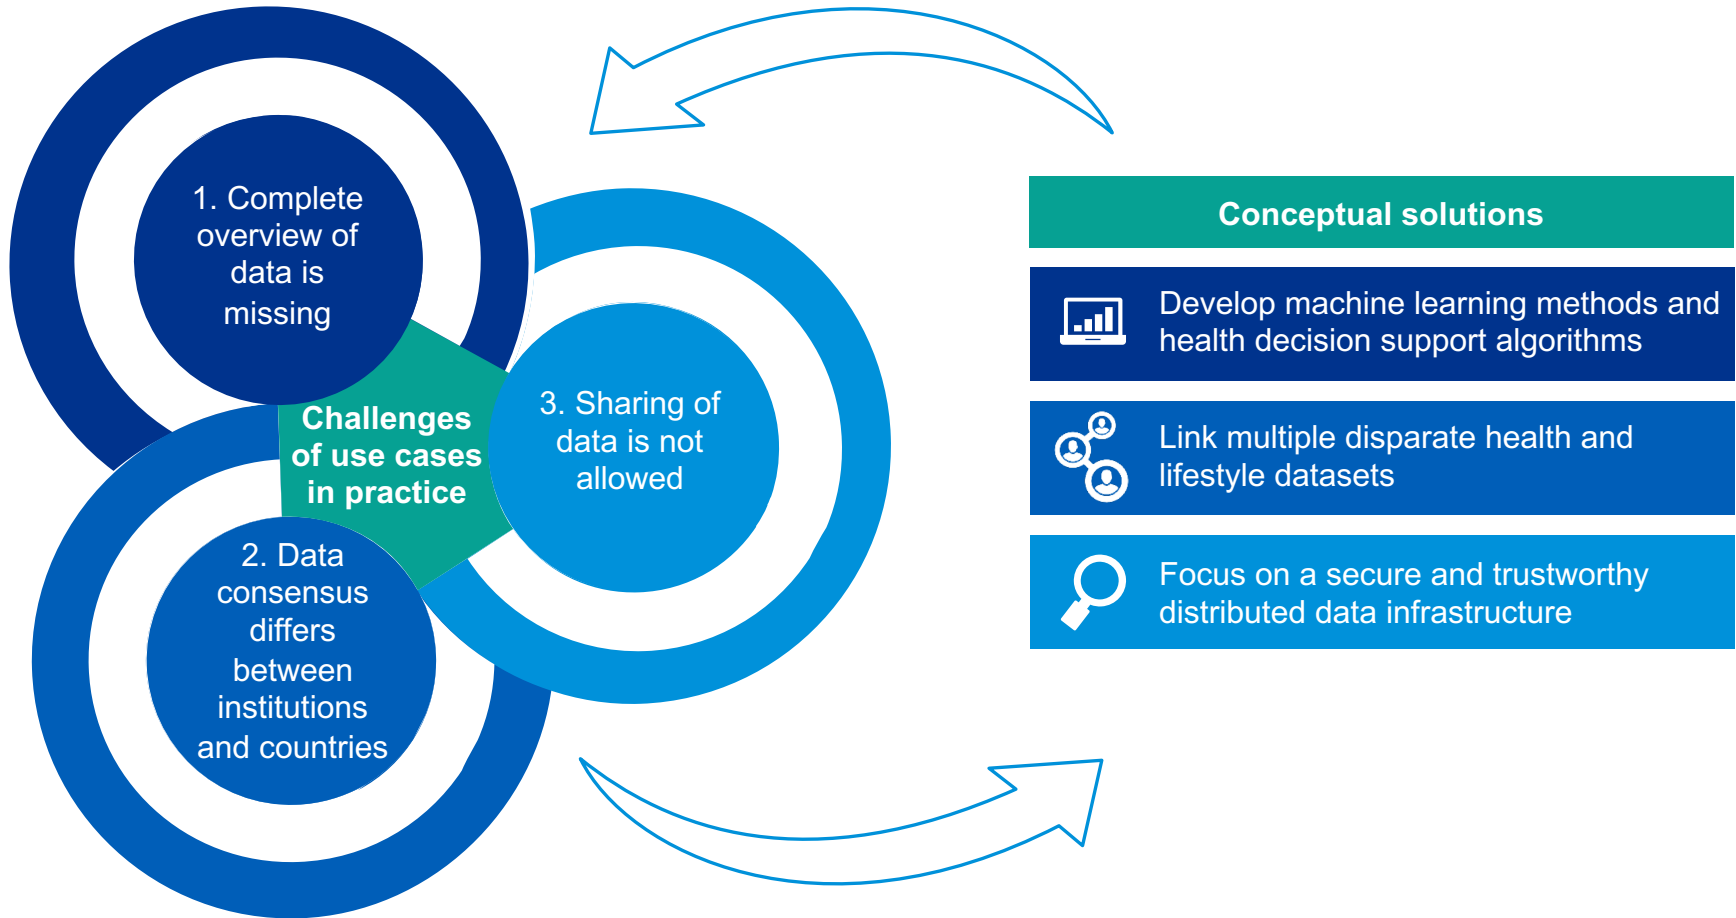 1. Complete
overview of
data is
missing
Challenges
of use cases
in practice
2. Data
consensus
differs
between
institutions
and countries
3. Sharing of
data is not
allowed
Conceptual solutions
Develop machine learning methods and
health decision support algorithms
Link multiple disparate health and
lifestyle datasets
Focus on a secure and trustworthy
distributed data infrastructure